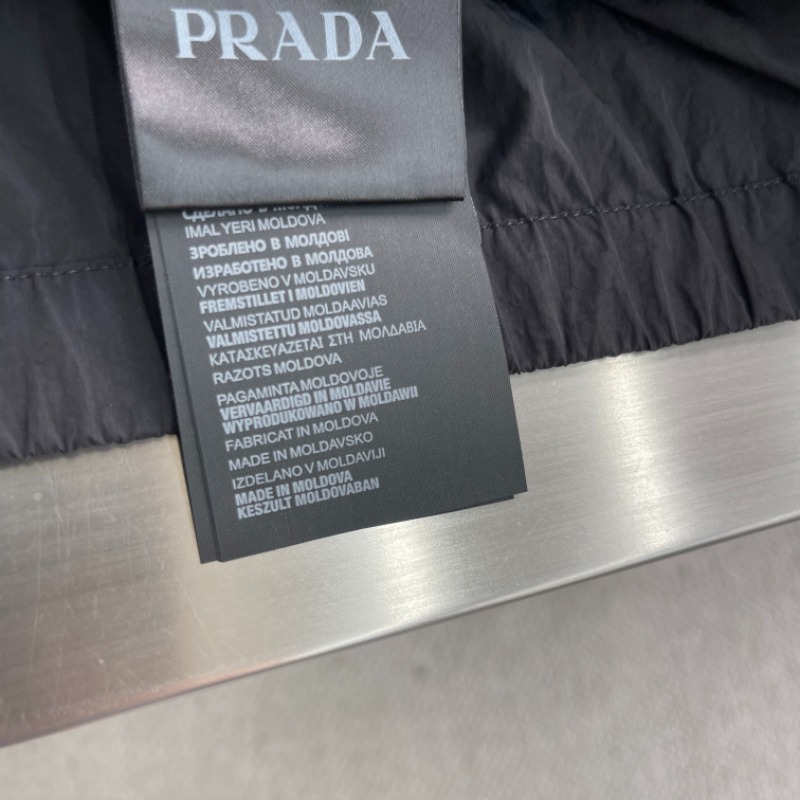 PRADA
СДЕЛАНО В
IMAL YERI MOLDOVA
ЗРОБЛЕНО В МОЛДОВІ
ИЗРАБОТЕНО В МОЛДОВА
VYROBENO V MOLDAVSKU
FREMSTILLET I MOLDOVIEN
VALMISTATUD MOLDAAVIAS
VALMISTETTU MOLDOVASSA
ΚΑΤΑΣΚΕΥΑΖΕΤΑΙ ΣΤΗ ΜΟΛΔΑΒΙΑ
RAZOTS MOLDOVA
PAGAMINTA MOLDOVOJE
VERVAARDIGD IN MOLDAVIE
WYPRODUKOWANO W MOLDAWII
FABRICAT IN MOLDOVA
MADE IN MOLDAVSKO
IZDELANO V MOLDAVIJI
MADE IN MOLDOVA
KESZULT MOLDOVABAN